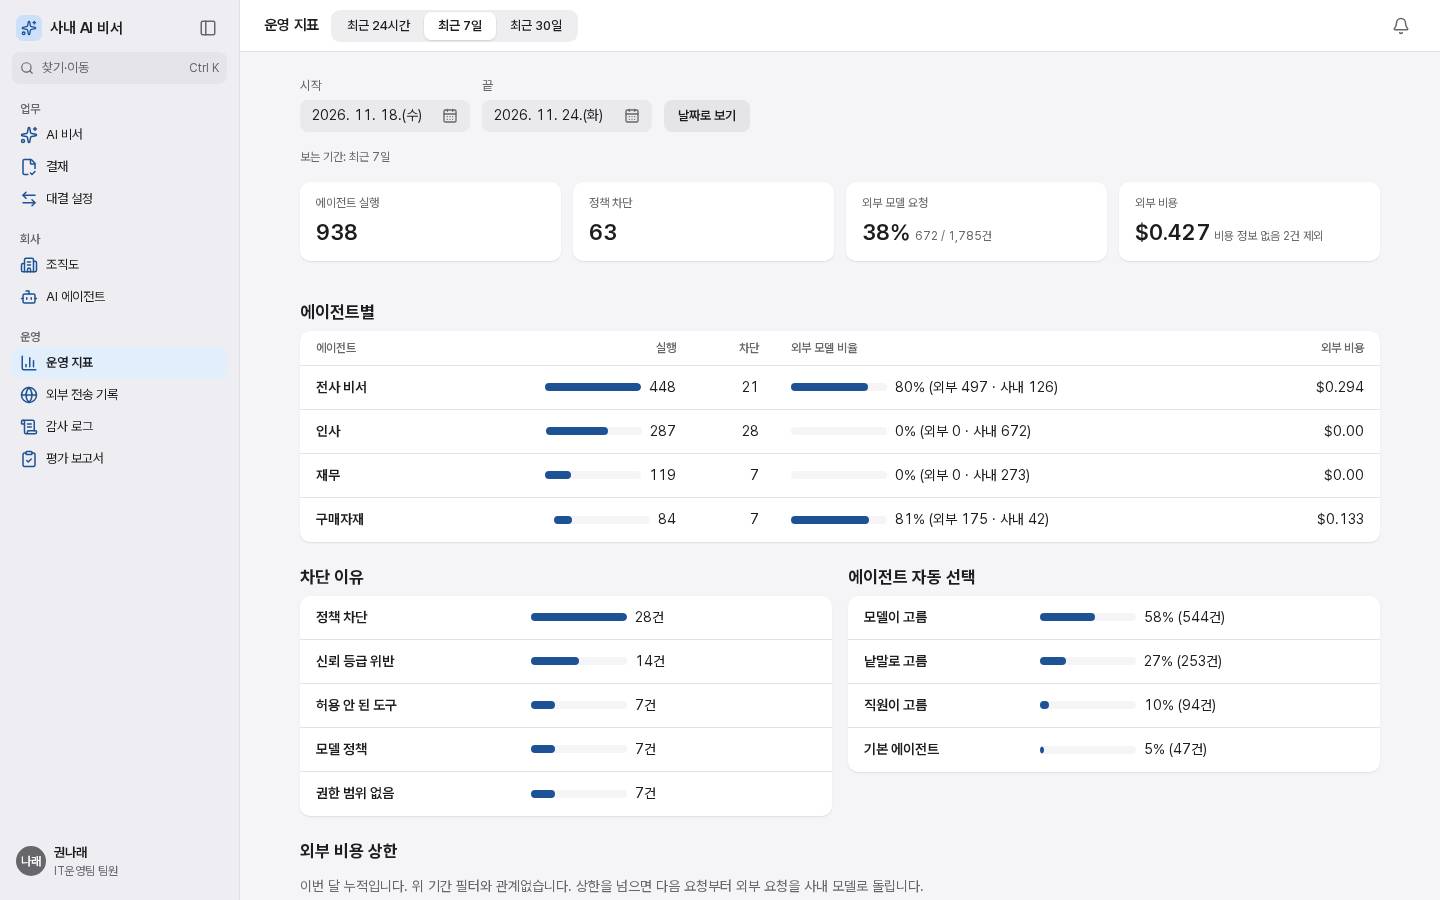 사내 AI 비서
찾기·이동 Ctrl K
업무
AI 비서
결재
대결 설정
회사
조직도
AI 에이전트
운영
운영 지표
외부 전송 기록
감사 로그
평가 보고서
나래
권나래
IT운영팀 팀원
운영 지표 최근 24시간 최근 7일 최근 30일
시작 끝
2026. 11. 18.(수) 2026. 11. 24.(화) 날짜로 보기
보는 기간: 최근 7일
에이전트 실행
938
정책 차단
63
외부 모델 요청
38% 672 / 1,785건
외부 비용
$0.427 비용 정보 없음 2건 제외
에이전트별
에이전트 실행 차단 외부 모델 비율 외부 비용
전사 비서 448 21 80% (외부 497 · 사내 126) $0.294
인사 287 28 0% (외부 0 · 사내 672) $0.00
재무 119 7 0% (외부 0 · 사내 273) $0.00
구매자재 84 7 81% (외부 175 · 사내 42) $0.133
차단 이유
정책 차단 28건
신뢰 등급 위반 14건
허용 안 된 도구 7건
모델 정책 7건
권한 범위 없음 7건
에이전트 자동 선택
모델이 고름 58% (544건)
낱말로 고름 27% (253건)
직원이 고름 10% (94건)
기본 에이전트 5% (47건)
외부 비용 상한
이번 달 누적입니다. 위 기간 필터와 관계없습니다. 상한을 넘으면 다음 요청부터 외부 요청을 사내 모델로 돌립니다.